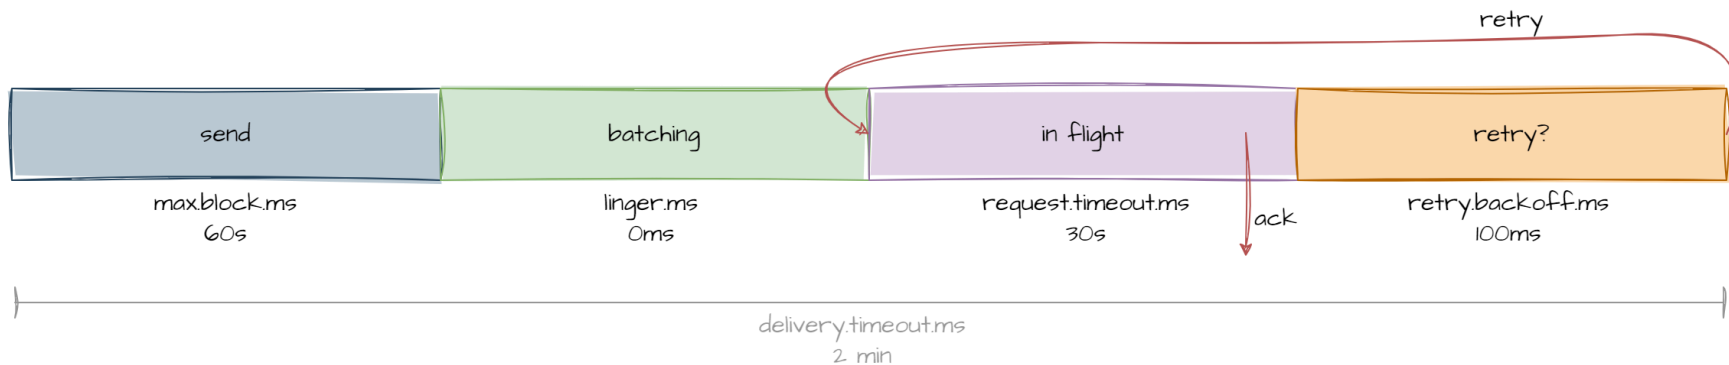 retry
send
batching
in flight
retry?
max.block.ms
60s
linger.ms
0ms
request.timeout.ms
30s
ack
retry.backoff.ms
100ms
delivery.timeout.ms
2 min